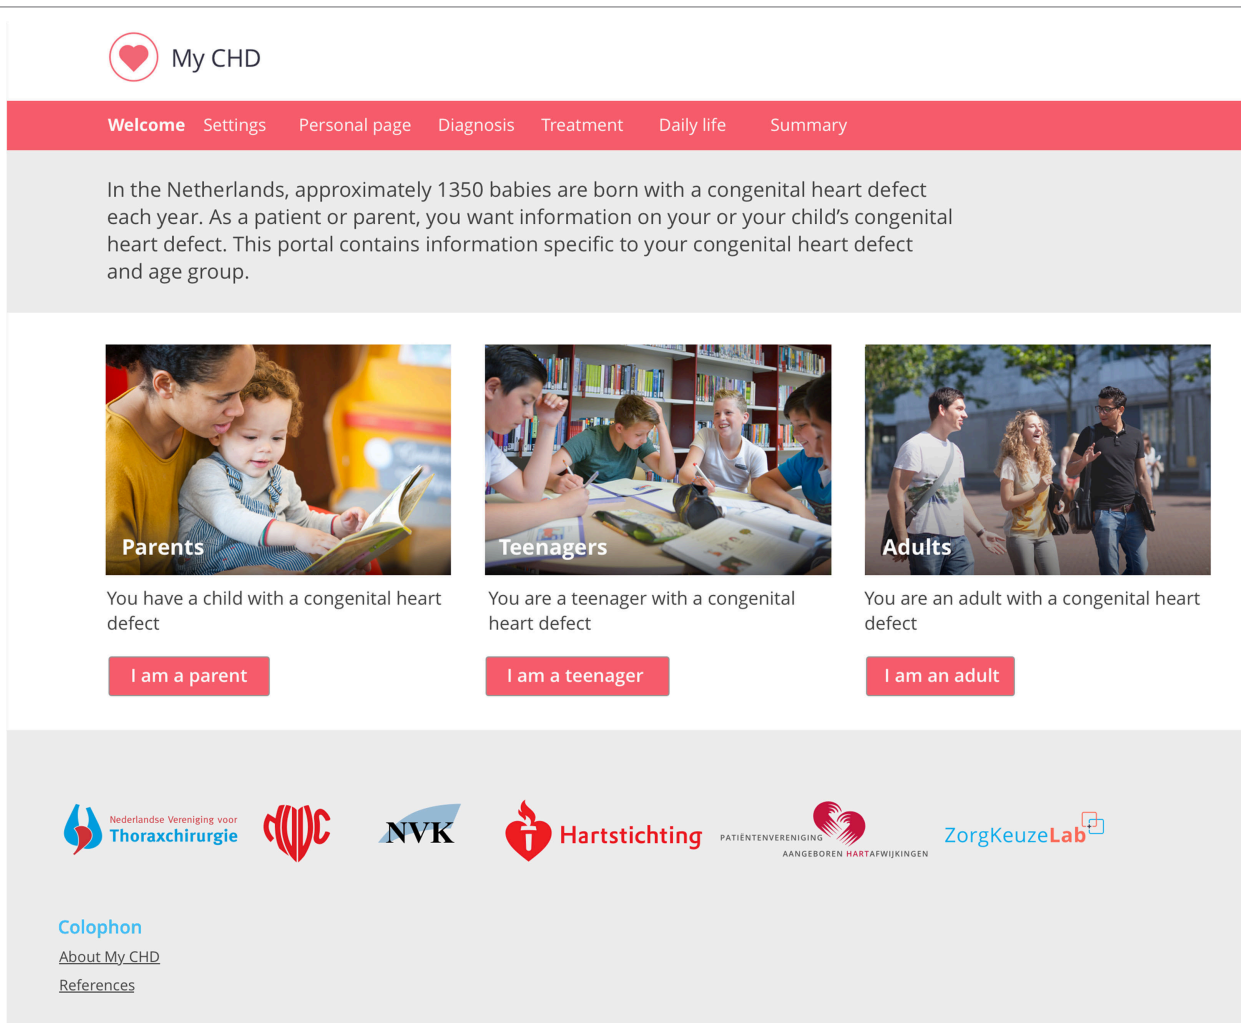 My CHD
Welcome Settings Personal page Diagnosis Treatment Daily life Summary
In the Netherlands, approximately 1350 babies are born with a congenital heart defect
each year. As a patient or parent, you want information on your or your child's congenital
heart defect. This portal contains information specific to your congenital heart defect
and age group.
Parents
You have a child with a congenital heart
defect
I am a parent
Teenagers
You are a teenager with a congenital
heart defect
I am a teenager
Adults
You are an adult with a congenital heart
defect
I am an adult
Nederlandse Vereniging voor
Thoraxchirurgie
NVVC
NVK
Hartstichting
PATIËNTENVERENIGING
AANGEBOREN HARTAFWIJKINGEN
ZorgKeuzeLab
Colophon
About My CHD
References